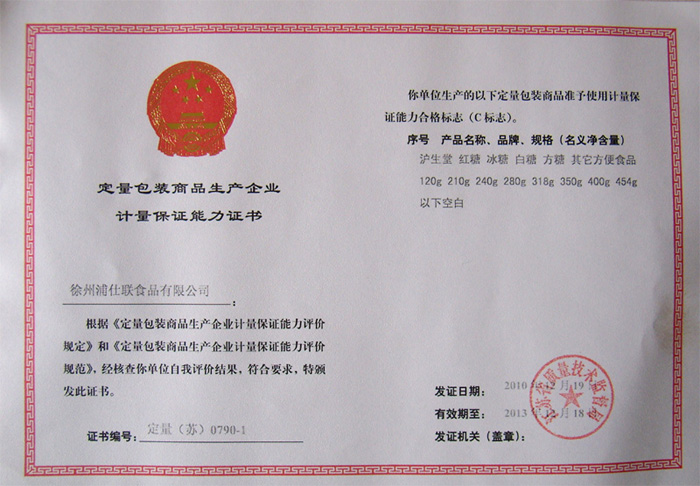 定量包装商品生产企业
计量保证能力证书
徐州浦仕联食品有限公司：
根据《定量包装商品生产企业计量保证能力评价
规定》和《定量包装商品生产企业计量保证能力评价
规范》，经核查你单位自我评价结果，符合要求，特颁
发此证书。
证书编号：定量（苏）0790-1
你单位生产的以下定量包装商品准予使用计量保
证能力合格标志（C标志）。
序号 产品名称、品牌、规格（名义净含量）
沪生堂 红糖 冰糖 白糖 方糖 其它方便食品
120g 210g 240g 280g 318g 350g 400g 454g
以下空白
江苏省质量技术监督局
发证日期： 2010年12月19日
有效期至： 2013年12月18日
发证机关（盖章）：